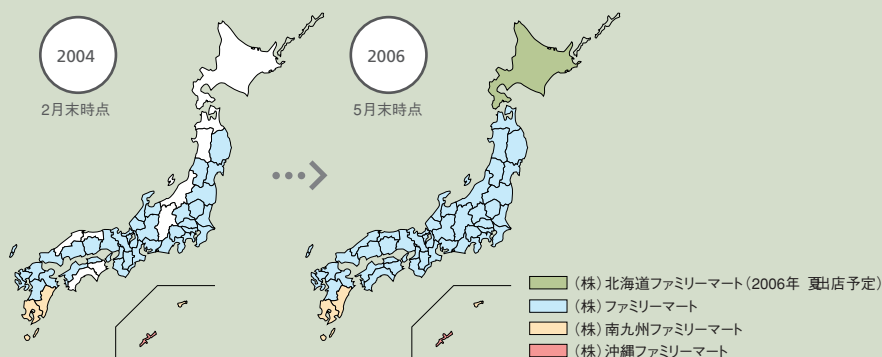 2004
2月末時点
2006
5月末時点
(株)北海道ファミリーマート(2006年 夏出店予定)
(株)ファミリーマート
(株)南九州ファミリーマート
(株)沖縄ファミリーマート